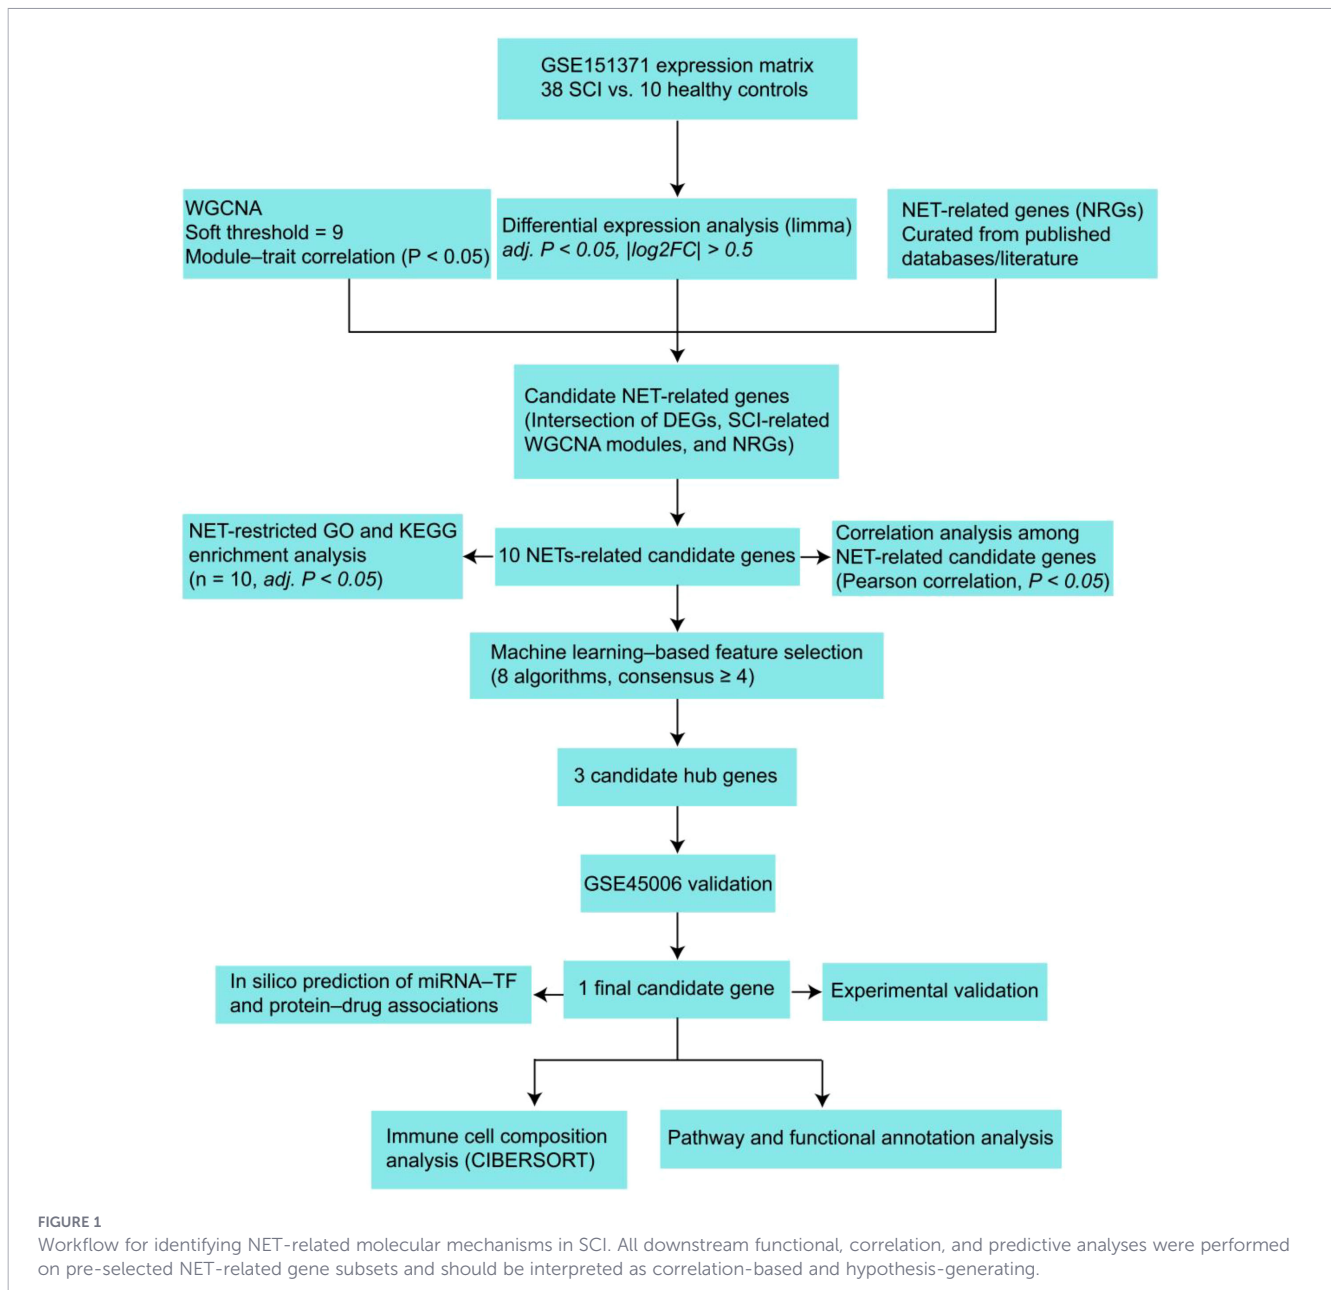 GSE151371 expression matrix
38 SCI vs. 10 healthy controls
WGCNA
Soft threshold = 9
Module–trait correlation (P < 0.05)
Differential expression analysis (limma)
adj. P < 0.05, |log2FC| > 0.5
NET-related genes (NRGs)
Curated from published
databases/literature
Candidate NET-related genes
(Intersection of DEGs, SCI-related
WGCNA modules, and NRGs)
NET-restricted GO and KEGG
enrichment analysis
(n = 10, adj. P < 0.05)
10 NETs-related candidate genes
Correlation analysis among
NET-related candidate genes
(Pearson correlation, P < 0.05)
Machine learning–based feature selection
(8 algorithms, consensus ≥ 4)
3 candidate hub genes
GSE45006 validation
In silico prediction of miRNA–TF
and protein–drug associations
1 final candidate gene
Experimental validation
Immune cell composition
analysis (CIBERSORT)
Pathway and functional annotation analysis
FIGURE 1
Workflow for identifying NET-related molecular mechanisms in SCI. All downstream functional, correlation, and predictive analyses were performed
on pre-selected NET-related gene subsets and should be interpreted as correlation-based and hypothesis-generating.